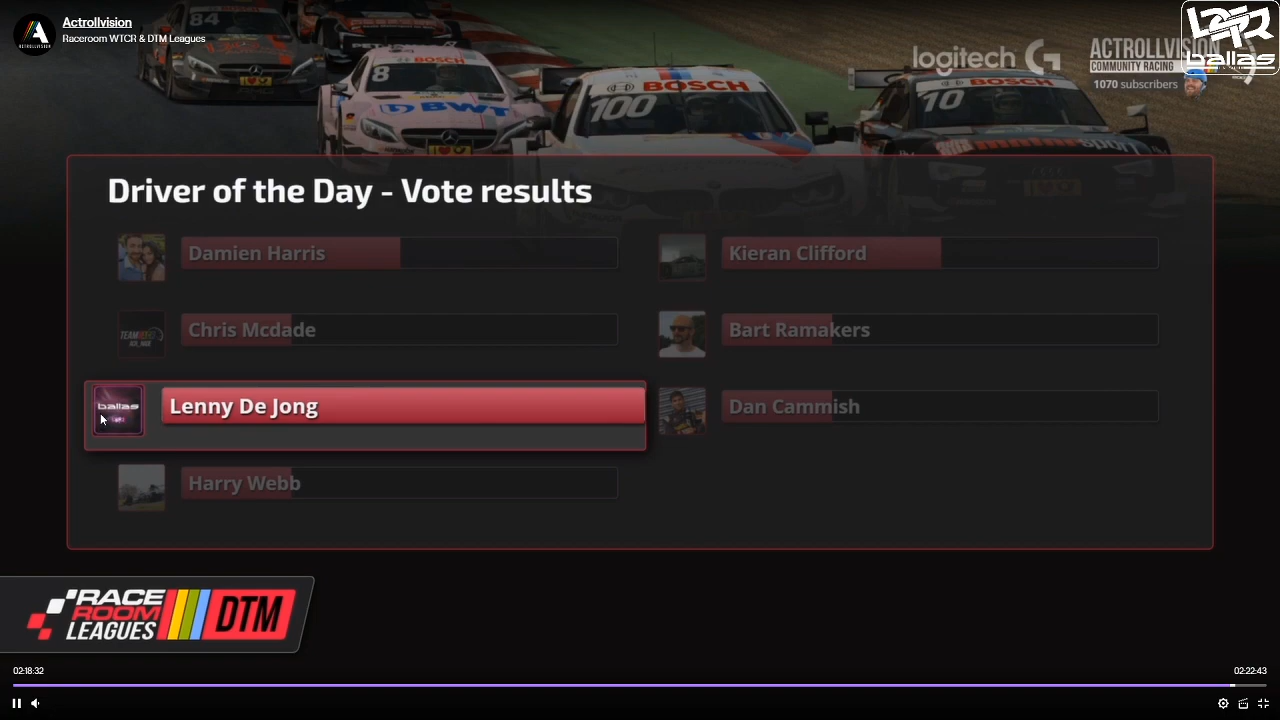 Actrollvision
Raceroom WTCR & DTM Leagues
84
BOSCH
8
BWT
BOSCH
100
BOSCH
10
logitech G
ACTROLLVISION
COMMUNITY RACING
1070 subscribers
ballas
Driver of the Day - Vote results
Damien Harris
Kieran Clifford
Chris Mcdade
Bart Ramakers
ballas
Lenny De Jong
Dan Cammish
Harry Webb
RACE
ROOM
LEAGUES
DTM
02:18:32
02:22:43